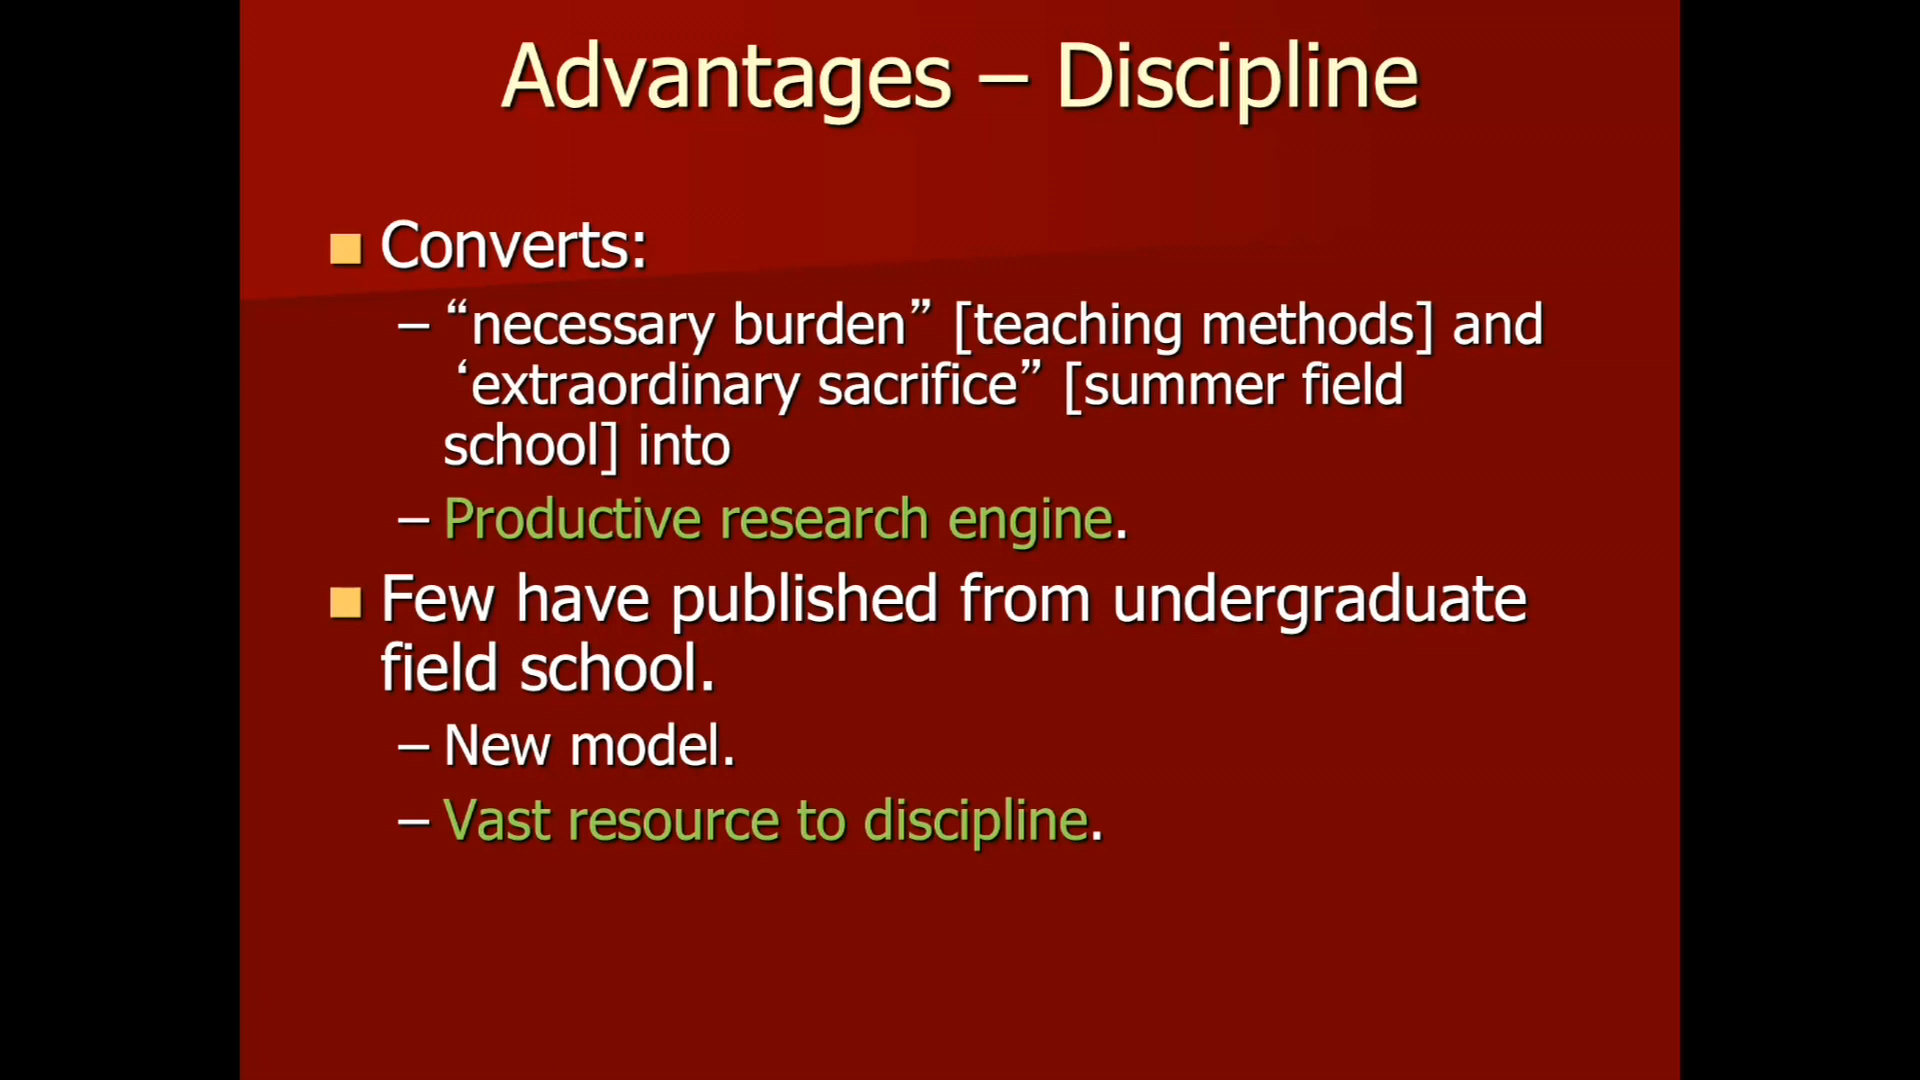 Advantages – Discipline
Converts:
– “necessary burden” [teaching methods] and
‘extraordinary sacrifice” [summer field
school] into
– Productive research engine.
Few have published from undergraduate
field school.
– New model.
– Vast resource to discipline.